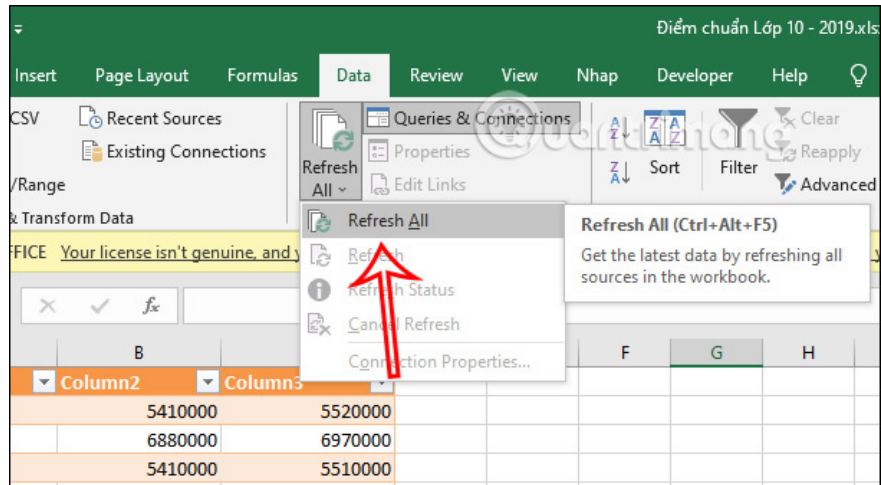 Điểm chuẩn Lớp 10 - 2019.xls
Insert Page Layout Formulas Data Review View Nhap Developer Help
CSV Recent Sources Queries & Connections Clear
Existing Connections Properties Reapply
/Range Refresh All Edit Links Sort Filter Advanced
& Transform Data
Refresh All
Refresh All (Ctrl+Alt+F5)
Get the latest data by refreshing all
sources in the workbook.
FFICE Your license isn't genuine, and y
Refresh
Refresh Status
Cancel Refresh
Connection Properties...
fx
B F G H
Column2 Column3
5410000 5520000
6880000 6970000
5410000 5510000
Quantrimang